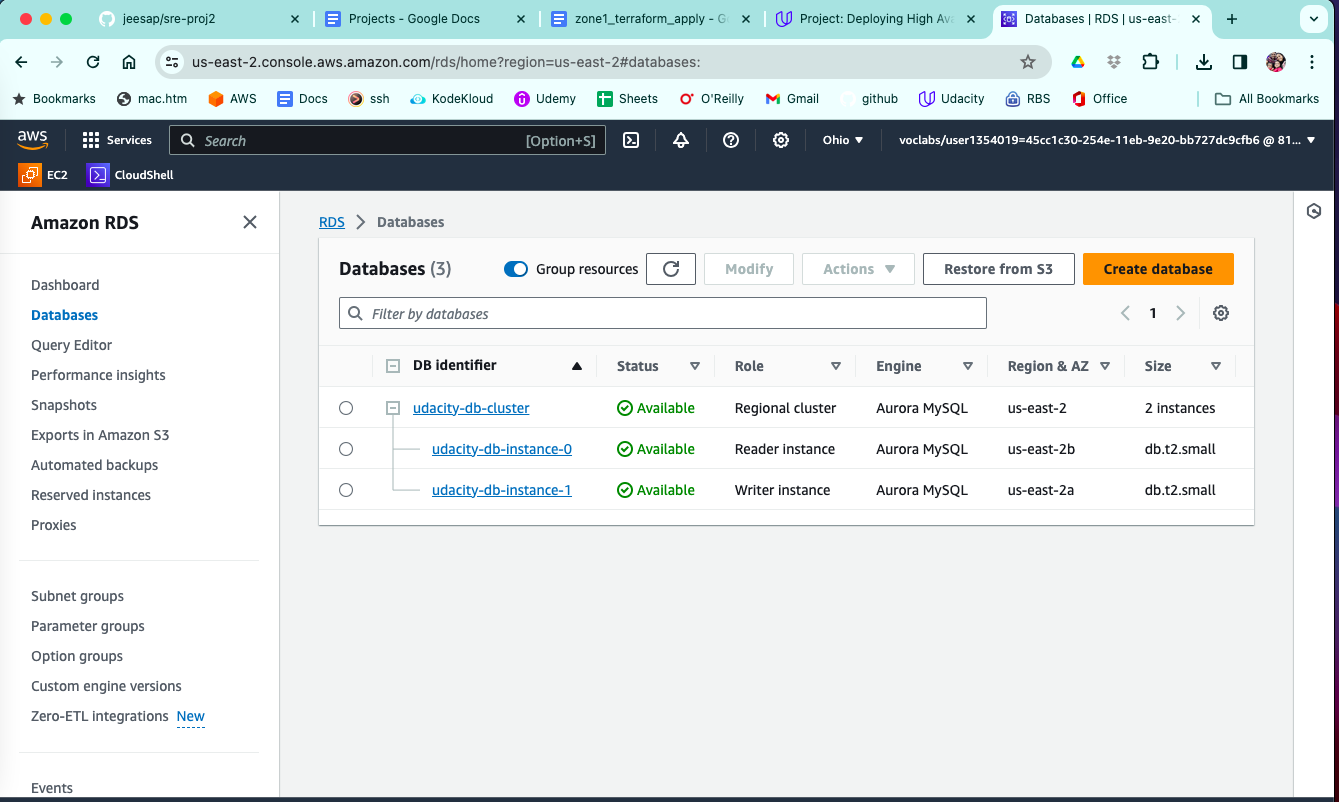 jeesap/sre-proj2
Projects - Google Docs
zone1_terraform_apply - G
Project: Deploying High Ava
Databases | RDS | us-east-
us-east-2.console.aws.amazon.com/rds/home?region=us-east-2#databases:
Bookmarks mac.htm AWS Docs ssh KodeKloud Udemy Sheets O'Reilly Gmail github Udacity RBS Office All Bookmarks
aws Services Search [Option+S] Ohio voclabs/user1354019=45cc1c30-254e-11eb-9e20-bb727dc9cfb6 @ 81...
EC2 CloudShell
Amazon RDS
Dashboard
Databases
Query Editor
Performance insights
Snapshots
Exports in Amazon S3
Automated backups
Reserved instances
Proxies
Subnet groups
Parameter groups
Option groups
Custom engine versions
Zero-ETL integrations New
Events
RDS > Databases
Databases (3) Group resources Modify Actions Restore from S3 Create database
Filter by databases 1
DB identifier Status Role Engine Region & AZ Size
udacity-db-cluster Available Regional cluster Aurora MySQL us-east-2 2 instances
udacity-db-instance-0 Available Reader instance Aurora MySQL us-east-2b db.t2.small
udacity-db-instance-1 Available Writer instance Aurora MySQL us-east-2a db.t2.small